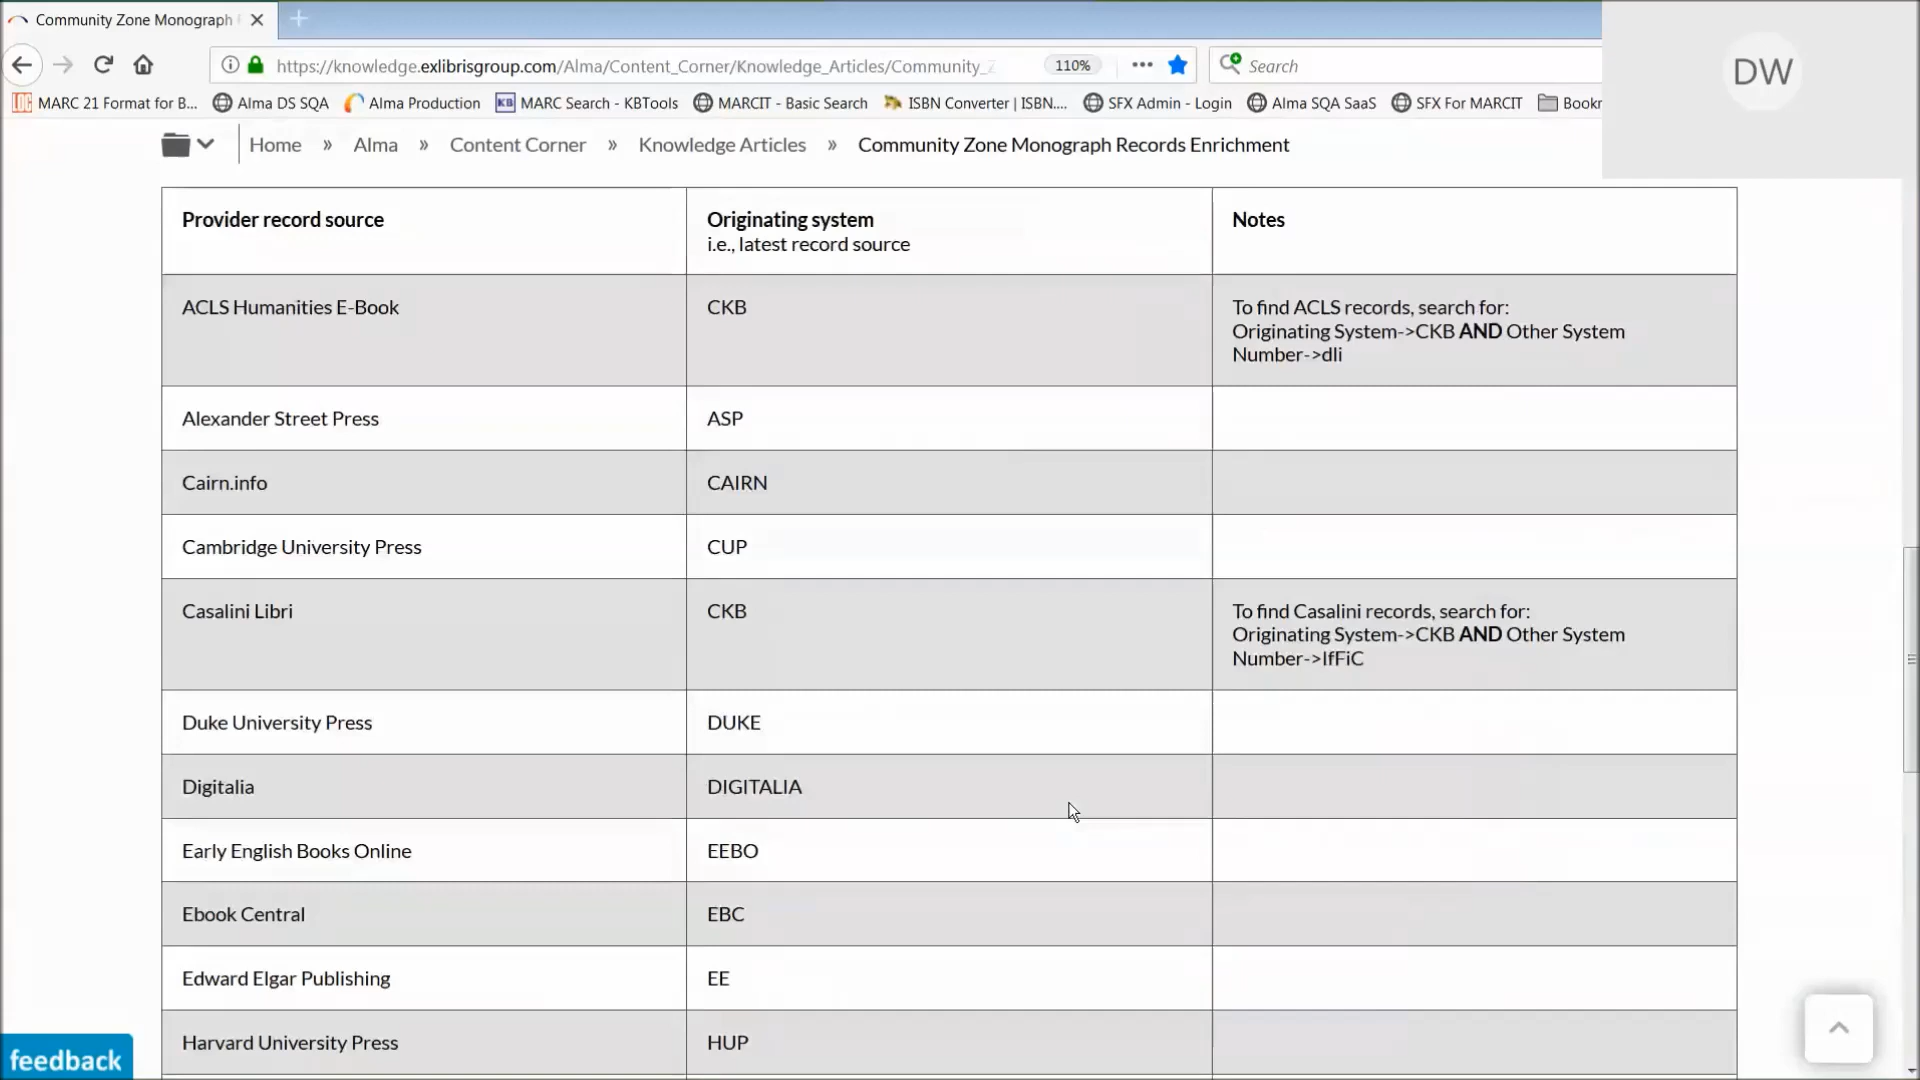 Community Zone Monograph
DW
https://knowledge.exlibrisgroup.com/Alma/Content_Corner/Knowledge_Articles/Community_
110%
Search
MARC 21 Format for B...
Alma DS SQA
Alma Production
KB
MARC Search - KBTools
MARCIT - Basic Search
ISBN Converter | ISBN....
SFX Admin - Login
Alma SQA SaaS
SFX For MARCIT
Bookr
Home » Alma » Content Corner » Knowledge Articles » Community Zone Monograph Records Enrichment
Provider record source
Originating system
i.e., latest record source
Notes
ACLS Humanities E-Book
CKB
To find ACLS records, search for:
Originating System->CKB AND Other System
Number->dli
Alexander Street Press
ASP
Cairn.info
CAIRN
Cambridge University Press
CUP
Casalini Libri
CKB
To find Casalini records, search for:
Originating System->CKB AND Other System
Number->IfFiC
Duke University Press
DUKE
Digitalia
DIGITALIA
Early English Books Online
EEBO
Ebook Central
EBC
Edward Elgar Publishing
EE
Harvard University Press
HUP
feedback